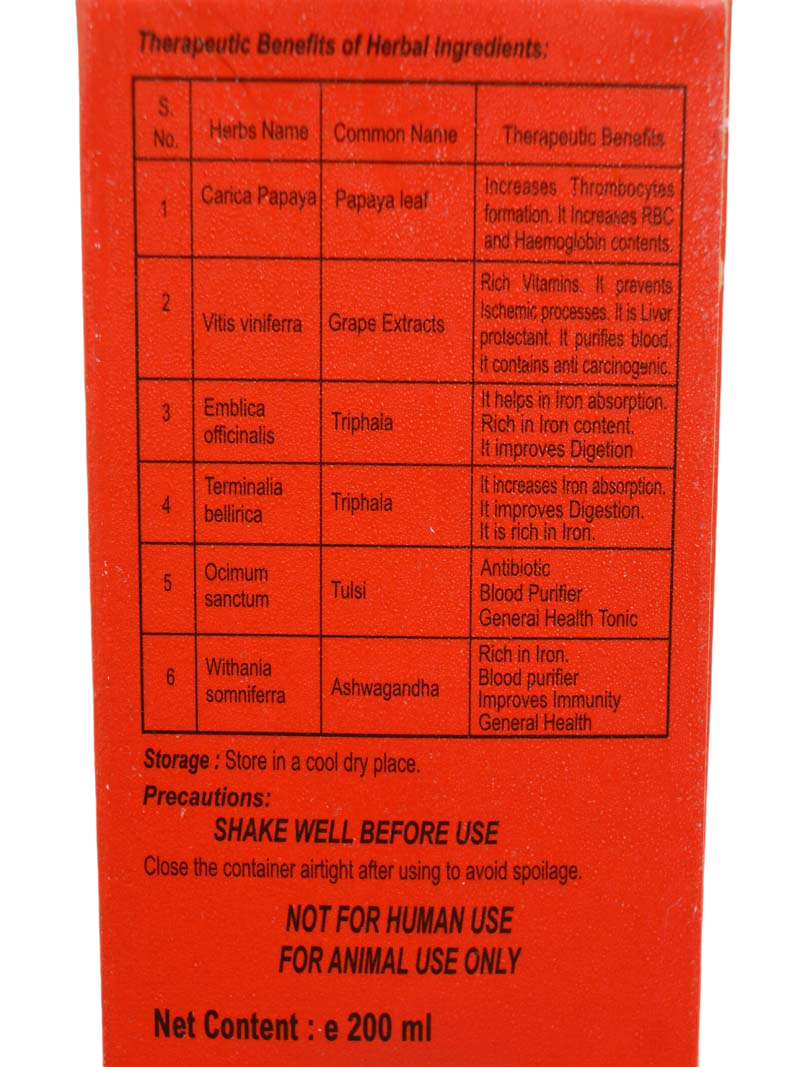 Therapeutic Benefits of Herbal Ingredients:
S. No. Herbs Name Common Name Therapeutic Benefits
1 Carica Papaya Papaya leaf Increases Thrombocytes
formation. It Increases RBC
and Haemoglobin contents.
2 Vitis viniferra Grape Extracts Rich Vitamins. It prevents
Ischemic processes. It is Liver
protectant. It purifies blood.
It contains anti carcinogenic.
3 Emblica officinalis Triphala It helps in Iron absorption.
Rich in Iron content.
It improves Digetion
4 Terminalia bellirica Triphala It increases Iron absorption.
It improves Digestion.
It is rich in Iron.
5 Ocimum sanctum Tulsi Antibiotic
Blood Purifier
General Health Tonic
6 Withania somniferra Ashwagandha Rich in Iron.
Blood purifier
Improves Immunity
General Health
Storage : Store in a cool dry place.
Precautions:
SHAKE WELL BEFORE USE
Close the container airtight after using to avoid spoilage.
NOT FOR HUMAN USE
FOR ANIMAL USE ONLY
Net Content : e 200 ml